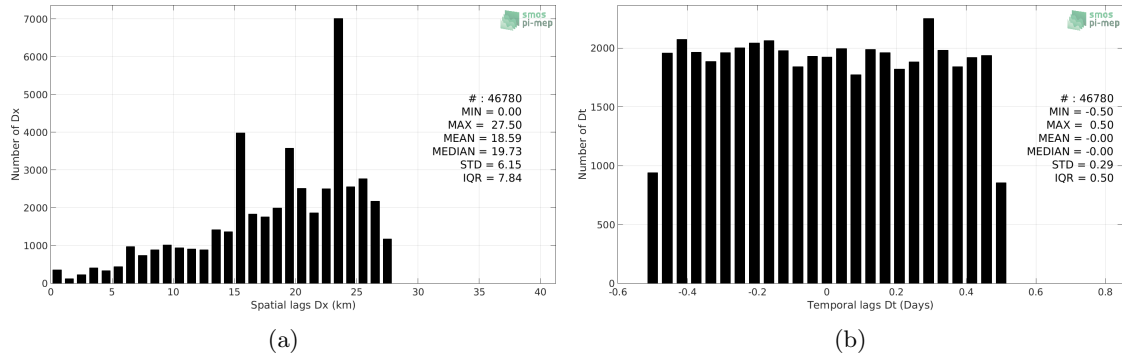 7000
6000
5000
4000
3000
2000
1000
0
Number of Dx
smos
pi-mep
# : 46780
MIN = 0.00
MAX = 27.50
MEAN = 18.59
MEDIAN = 19.73
STD = 6.15
IQR = 7.84
0 5 10 15 20 25 30 35 40
Spatial lags Dx (km)
(a)
2000
1500
1000
500
0
Number of Dt
smos
pi-mep
# : 46780
MIN = -0.50
MAX = 0.50
MEAN = -0.00
MEDIAN = -0.00
STD = 0.29
IQR = 0.50
-0.6 -0.4 -0.2 0 0.2 0.4 0.6 0.8
Temporal lags Dt (Days)
(b)